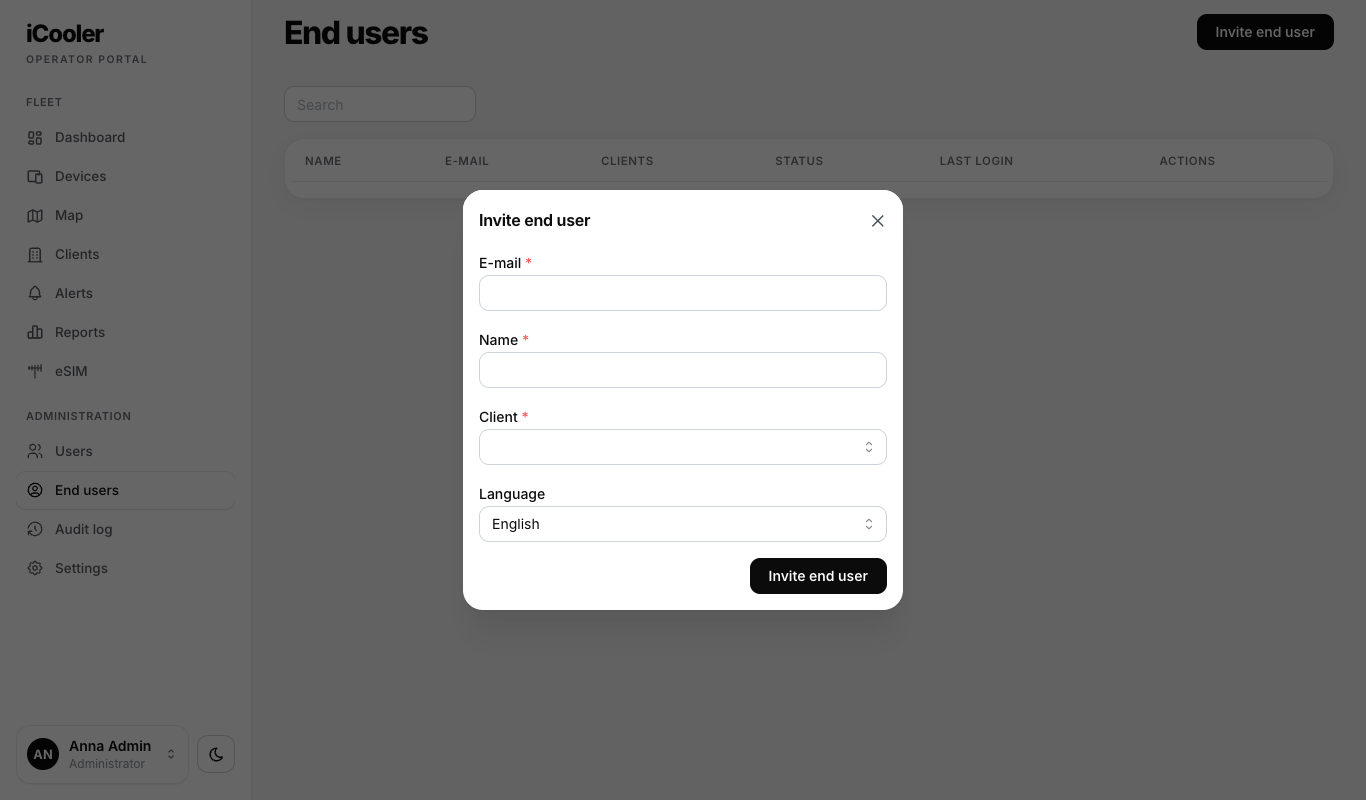 iCooler
OPERATOR PORTAL
FLEET
Dashboard
Devices
Map
Clients
Alerts
Reports
eSIM
ADMINISTRATION
Users
End users
Audit log
Settings
AN
Anna Admin
Administrator
End users
Invite end user
Search
NAME E-MAIL CLIENTS STATUS LAST LOGIN ACTIONS
Invite end user
E-mail *
Name *
Client *
Language
English
Invite end user